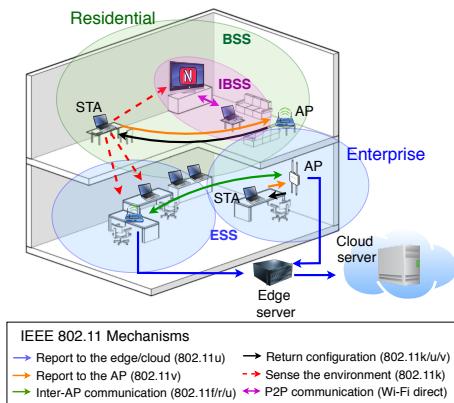 Residential
BSS
N
IBSS
STA
AP
Enterprise
AP
STA
ESS
Cloud
server
Edge
server
IEEE 802.11 Mechanisms
Report to the edge/cloud (802.11u)
Return configuration (802.11k/u/v)
Report to the AP (802.11v)
Sense the environment (802.11k)
Inter-AP communication (802.11f/r/u)
P2P communication (Wi-Fi direct)